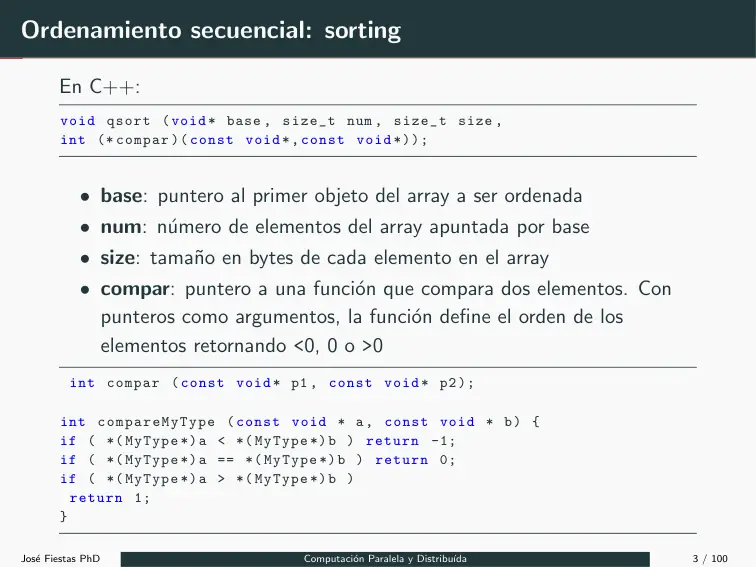 Ordenamiento secuencial: sorting
En C++:
void qsort (void* base, size_t num, size_t size,
int (*compar)(const void*,const void*));
• base: puntero al primer objeto del array a ser ordenada
• num: número de elementos del array apuntada por base
• size: tamaño en bytes de cada elemento en el array
• compar: puntero a una función que compara dos elementos. Con
punteros como argumentos, la función define el orden de los
elementos retornando <0, 0 o >0
int compar (const void* p1, const void* p2);
int compareMyType (const void * a, const void * b) {
if ( *(MyType*)a < *(MyType*)b ) return -1;
if ( *(MyType*)a == *(MyType*)b ) return 0;
if ( *(MyType*)a > *(MyType*)b )
return 1;
}
José Fiestas PhD
Computación Paralela y Distribuída
3 / 100